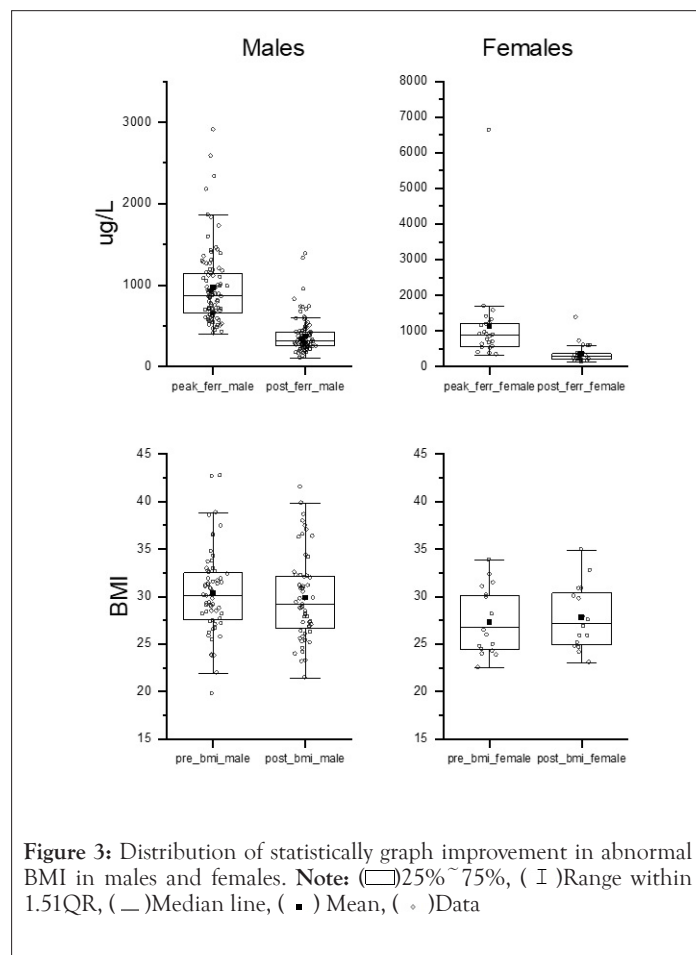 Males
Females
ug/L
3000
2000
1000
0
peak_ferr_male
post_ferr_male
8000
7000
6000
5000
4000
3000
2000
1000
0
peak_ferr_female
post_ferr_female
BMI
45
40
35
30
25
20
15
pre_bmi_male
post_bmi_male
45
40
35
30
25
20
15
pre_bmi_female
post_bmi_female
Figure 3: Distribution of statistically graph improvement in abnormal
BMI in males and females. Note: (▭)25%~75%, ( I )Range within
1.51QR, ( — )Median line, ( ▪ ) Mean, ( ◦ )Data